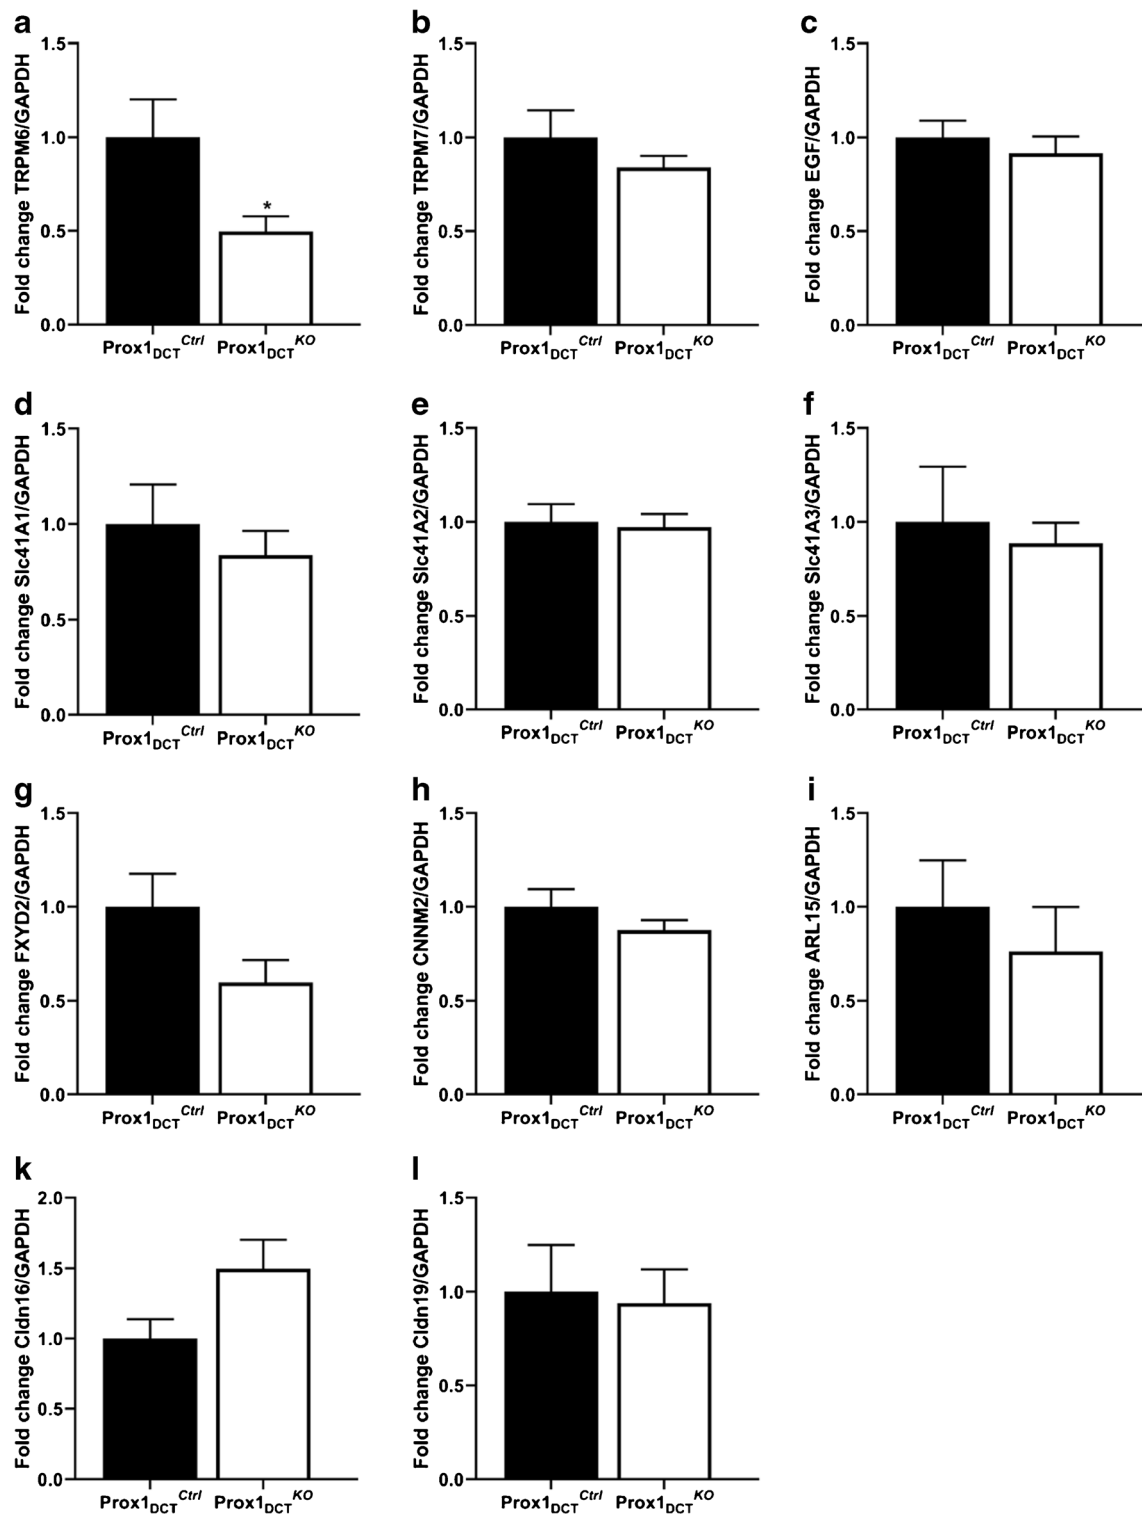 a
Fold change TRPM6/GAPDH
1.5
1.0
0.5
0.0
*
Prox1DCTCtrl Prox1DCTKO
b
Fold change TRPM7/GAPDH
1.5
1.0
0.5
0.0
Prox1DCTCtrl Prox1DCTKO
c
Fold change EGF/GAPDH
1.5
1.0
0.5
0.0
Prox1DCTCtrl Prox1DCTKO
d
Fold change Slc41A1/GAPDH
1.5
1.0
0.5
0.0
Prox1DCTCtrl Prox1DCTKO
e
Fold change Slc41A2/GAPDH
1.5
1.0
0.5
0.0
Prox1DCTCtrl Prox1DCTKO
f
Fold change Slc41A3/GAPDH
1.5
1.0
0.5
0.0
Prox1DCTCtrl Prox1DCTKO
g
Fold change FXYD2/GAPDH
1.5
1.0
0.5
0.0
Prox1DCTCtrl Prox1DCTKO
h
Fold change CNNM2/GAPDH
1.5
1.0
0.5
0.0
Prox1DCTCtrl Prox1DCTKO
i
Fold change ARL15/GAPDH
1.5
1.0
0.5
0.0
Prox1DCTCtrl Prox1DCTKO
k
Fold change Cldn16/GAPDH
2.0
1.5
1.0
0.5
0.0
Prox1DCTCtrl Prox1DCTKO
l
Fold change Cldn19/GAPDH
1.5
1.0
0.5
0.0
Prox1DCTCtrl Prox1DCTKO